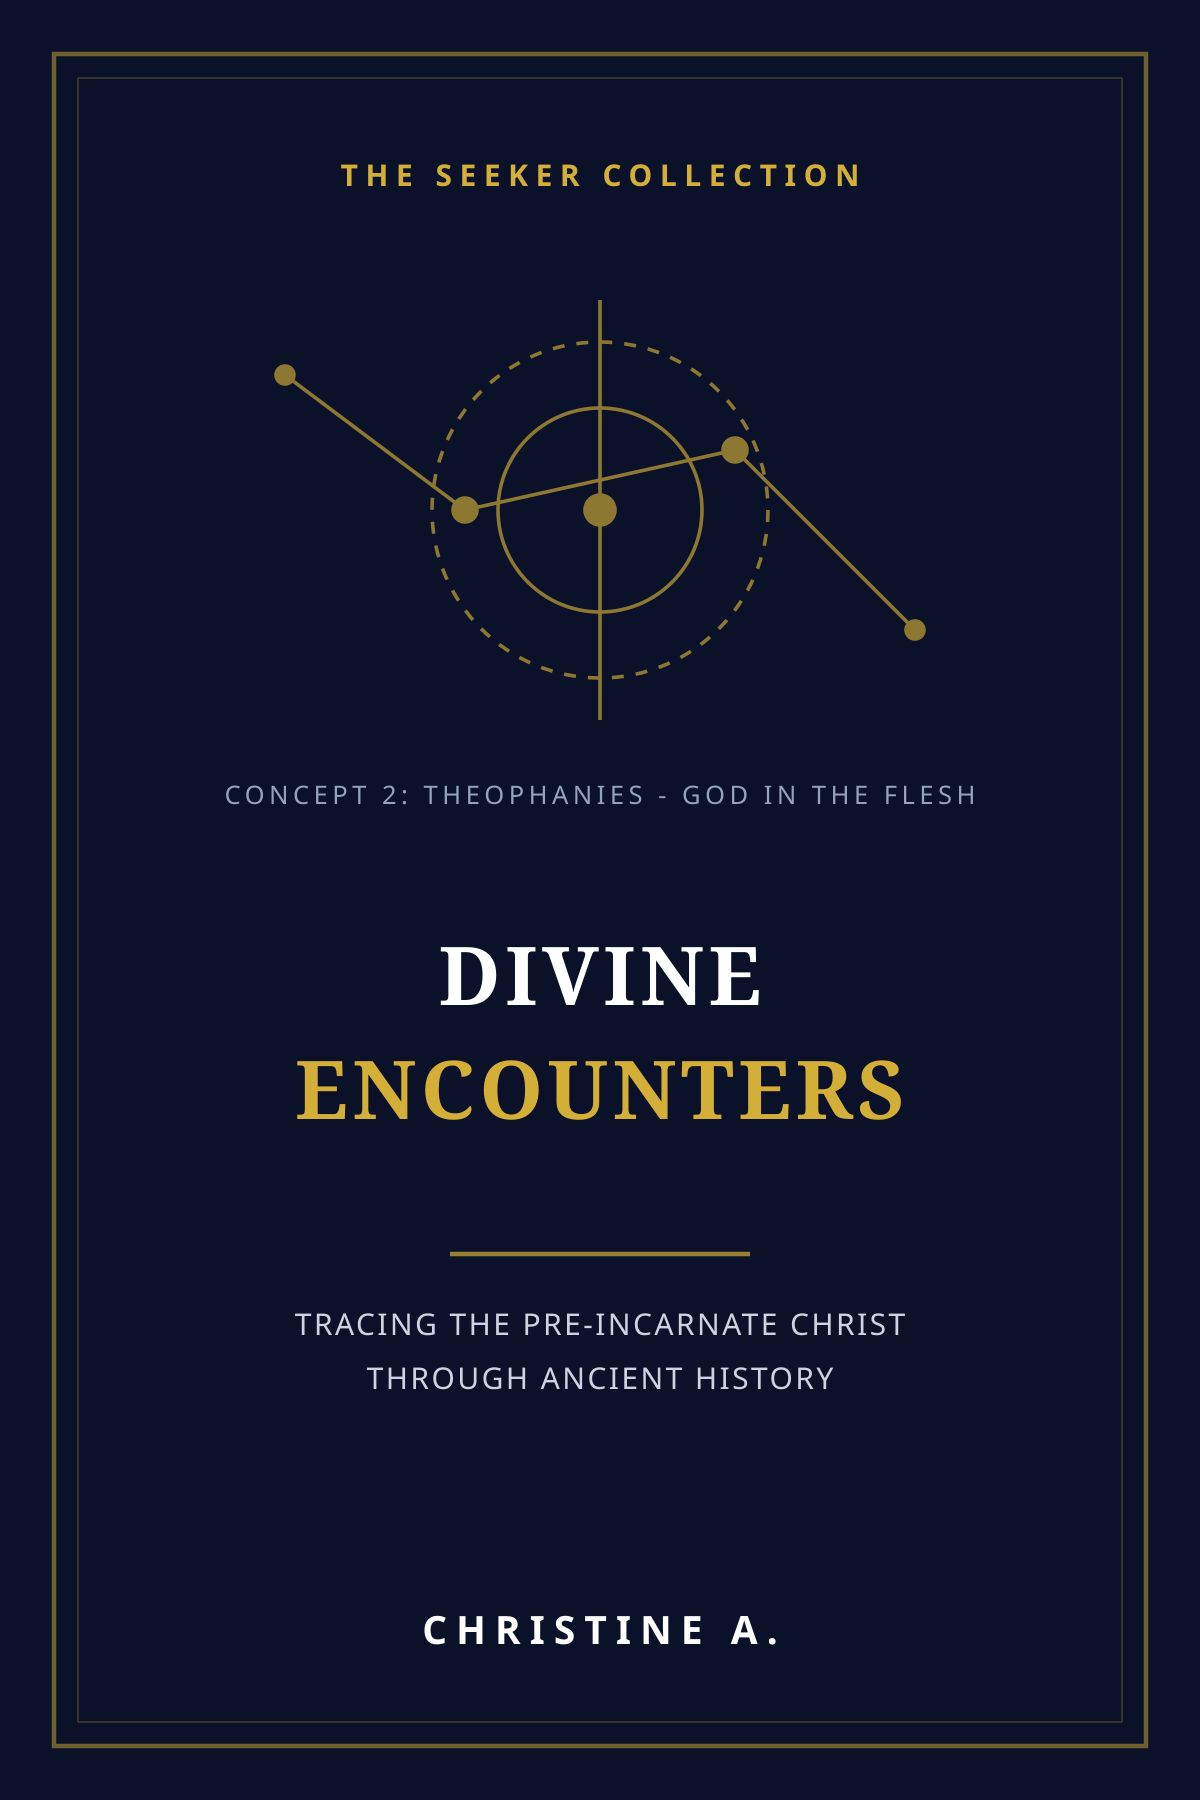 THE SEEKER COLLECTION
CONCEPT 2: THEOPHANIES - GOD IN THE FLESH
DIVINE
ENCOUNTERS
TRACING THE PRE-INCARNATE CHRIST
THROUGH ANCIENT HISTORY
CHRISTINE A.